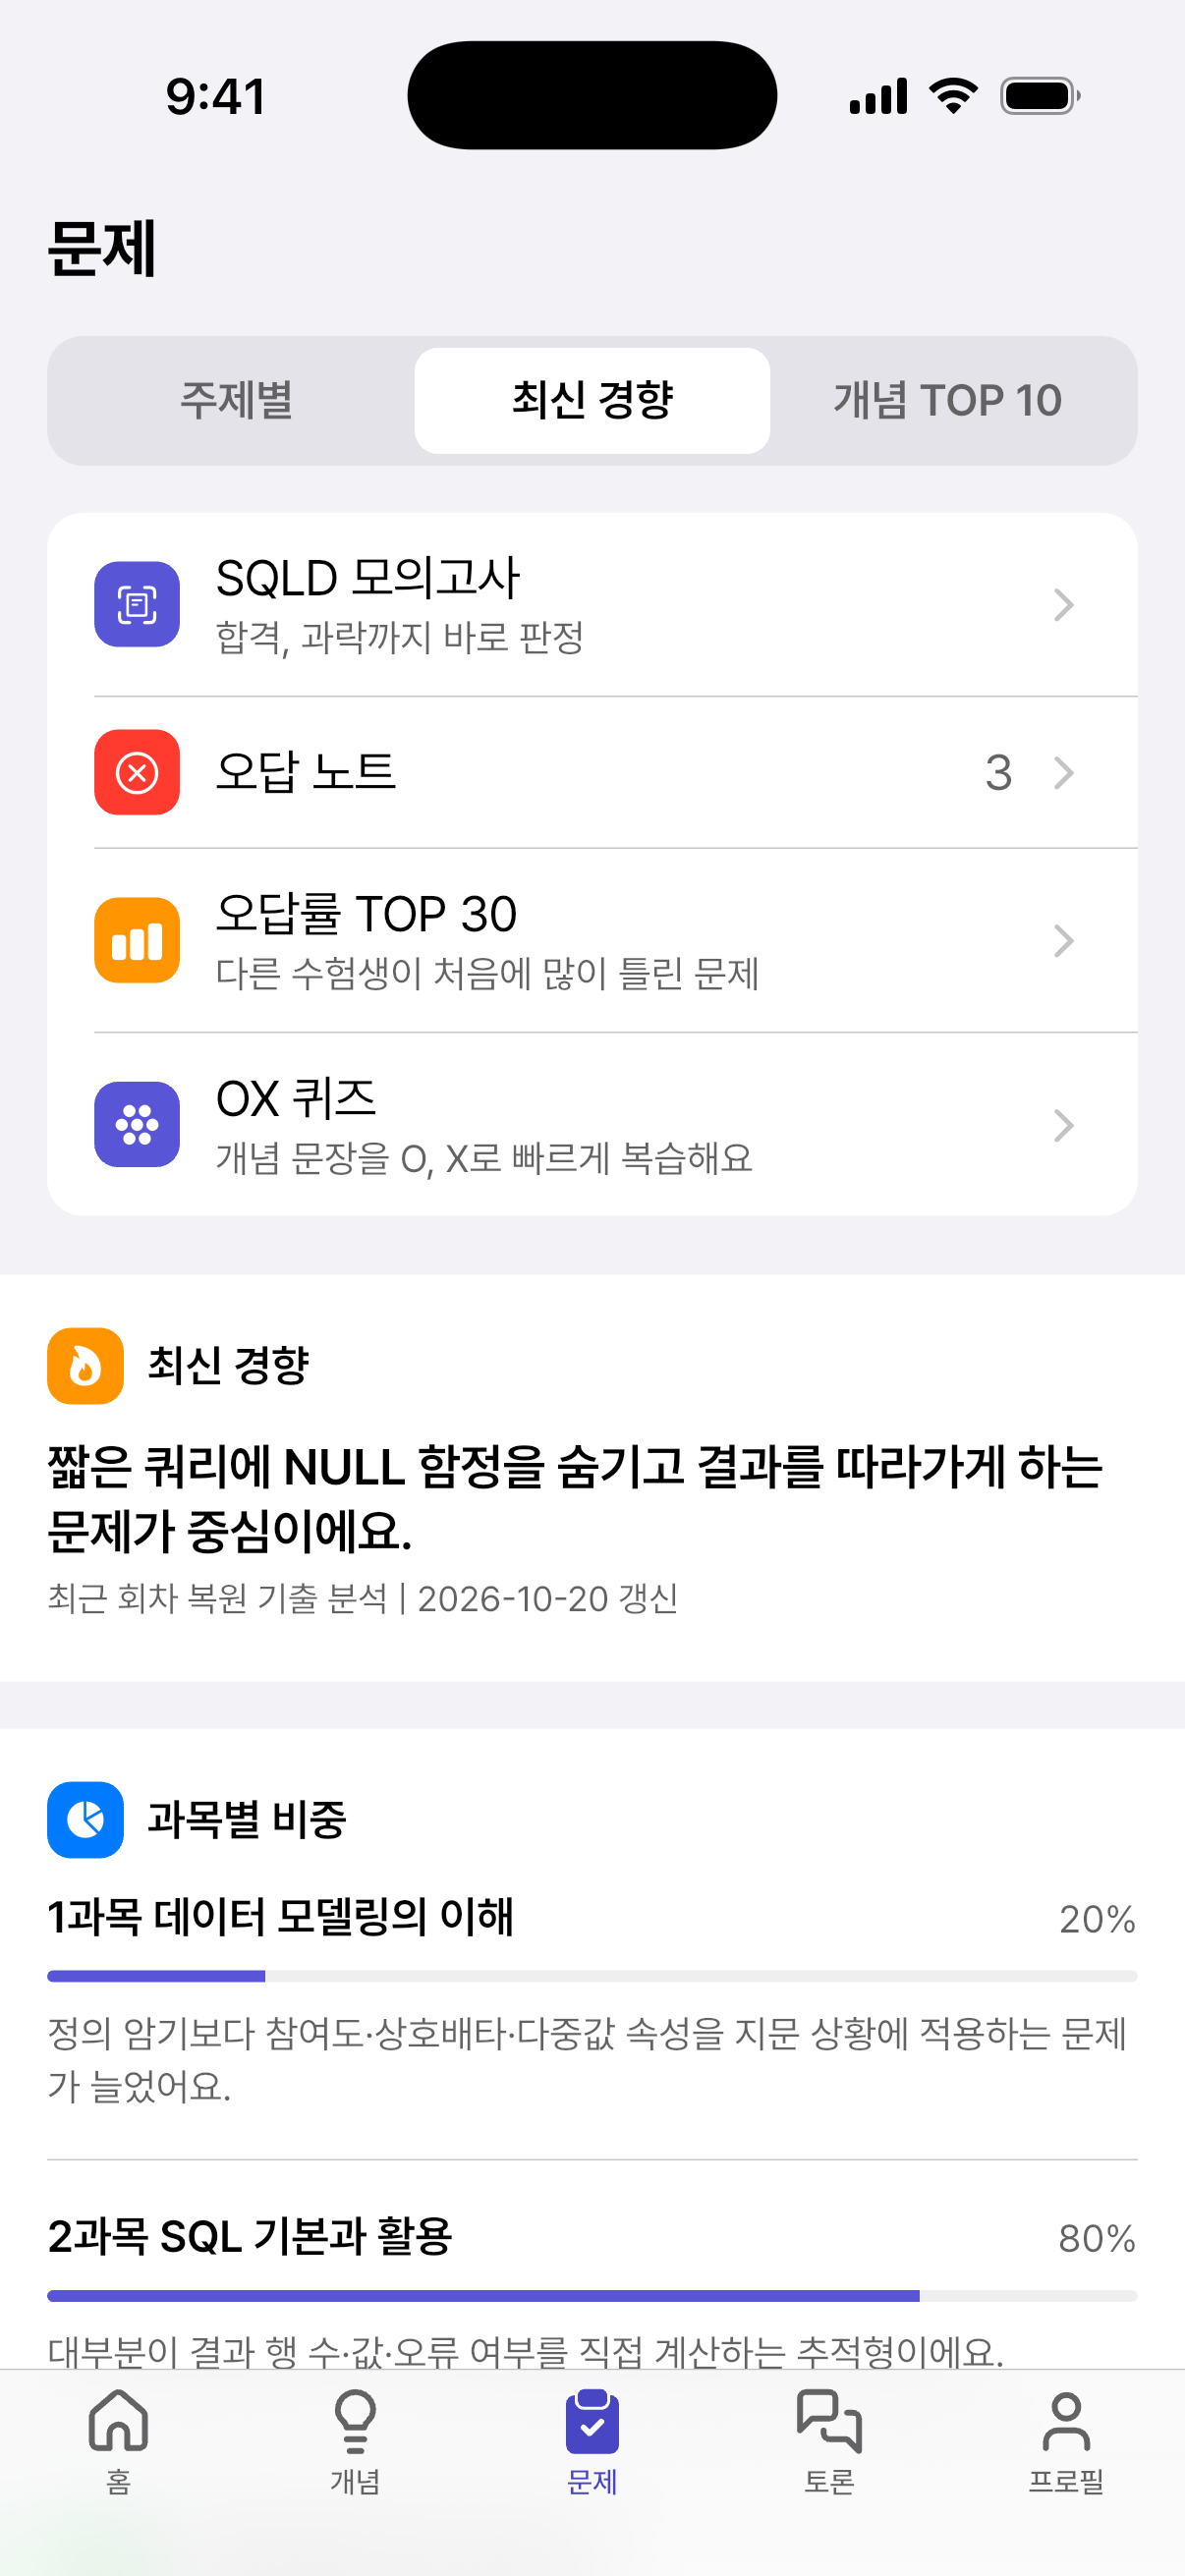 9:41
문제
주제별
최신 경향
개념 TOP 10
SQLD 모의고사
합격, 과락까지 바로 판정
오답 노트
3
오답률 TOP 30
다른 수험생이 처음에 많이 틀린 문제
OX 퀴즈
개념 문장을 O, X로 빠르게 복습해요
최신 경향
짧은 쿼리에 NULL 함정을 숨기고 결과를 따라가게 하는
문제가 중심이에요.
최근 회차 복원 기출 분석 | 2026-10-20 갱신
과목별 비중
1과목 데이터 모델링의 이해
20%
정의 암기보다 참여도·상호배타·다중값 속성을 지문 상황에 적용하는 문제
가 늘었어요.
2과목 SQL 기본과 활용
80%
대부분이 결과 행 수·값·오류 여부를 직접 계산하는 추적형이에요.
홈
개념
문제
토론
프로필